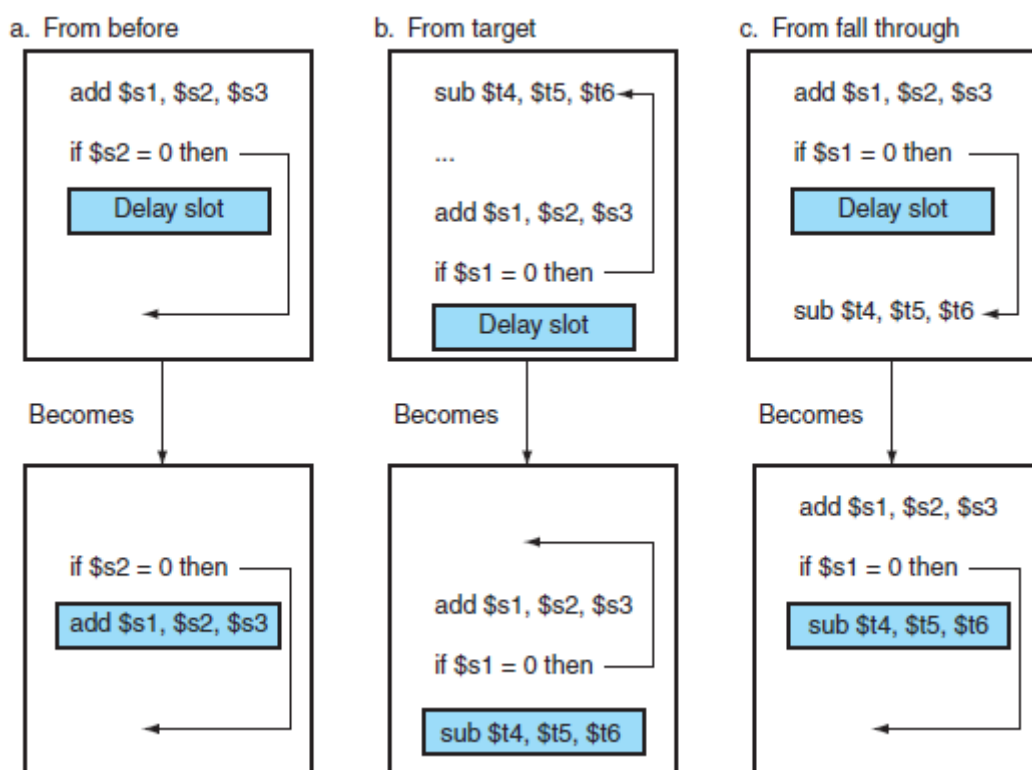 a. From before
add $s1, $s2, $s3
if $s2 = 0 then
Delay slot
Becomes
if $s2 = 0 then
add $s1, $s2, $s3
b. From target
sub $t4, $t5, $t6
...
add $s1, $s2, $s3
if $s1 = 0 then
Delay slot
Becomes
add $s1, $s2, $s3
if $s1 = 0 then
sub $t4, $t5, $t6
c. From fall through
add $s1, $s2, $s3
if $s1 = 0 then
Delay slot
sub $t4, $t5, $t6
Becomes
add $s1, $s2, $s3
if $s1 = 0 then
sub $t4, $t5, $t6